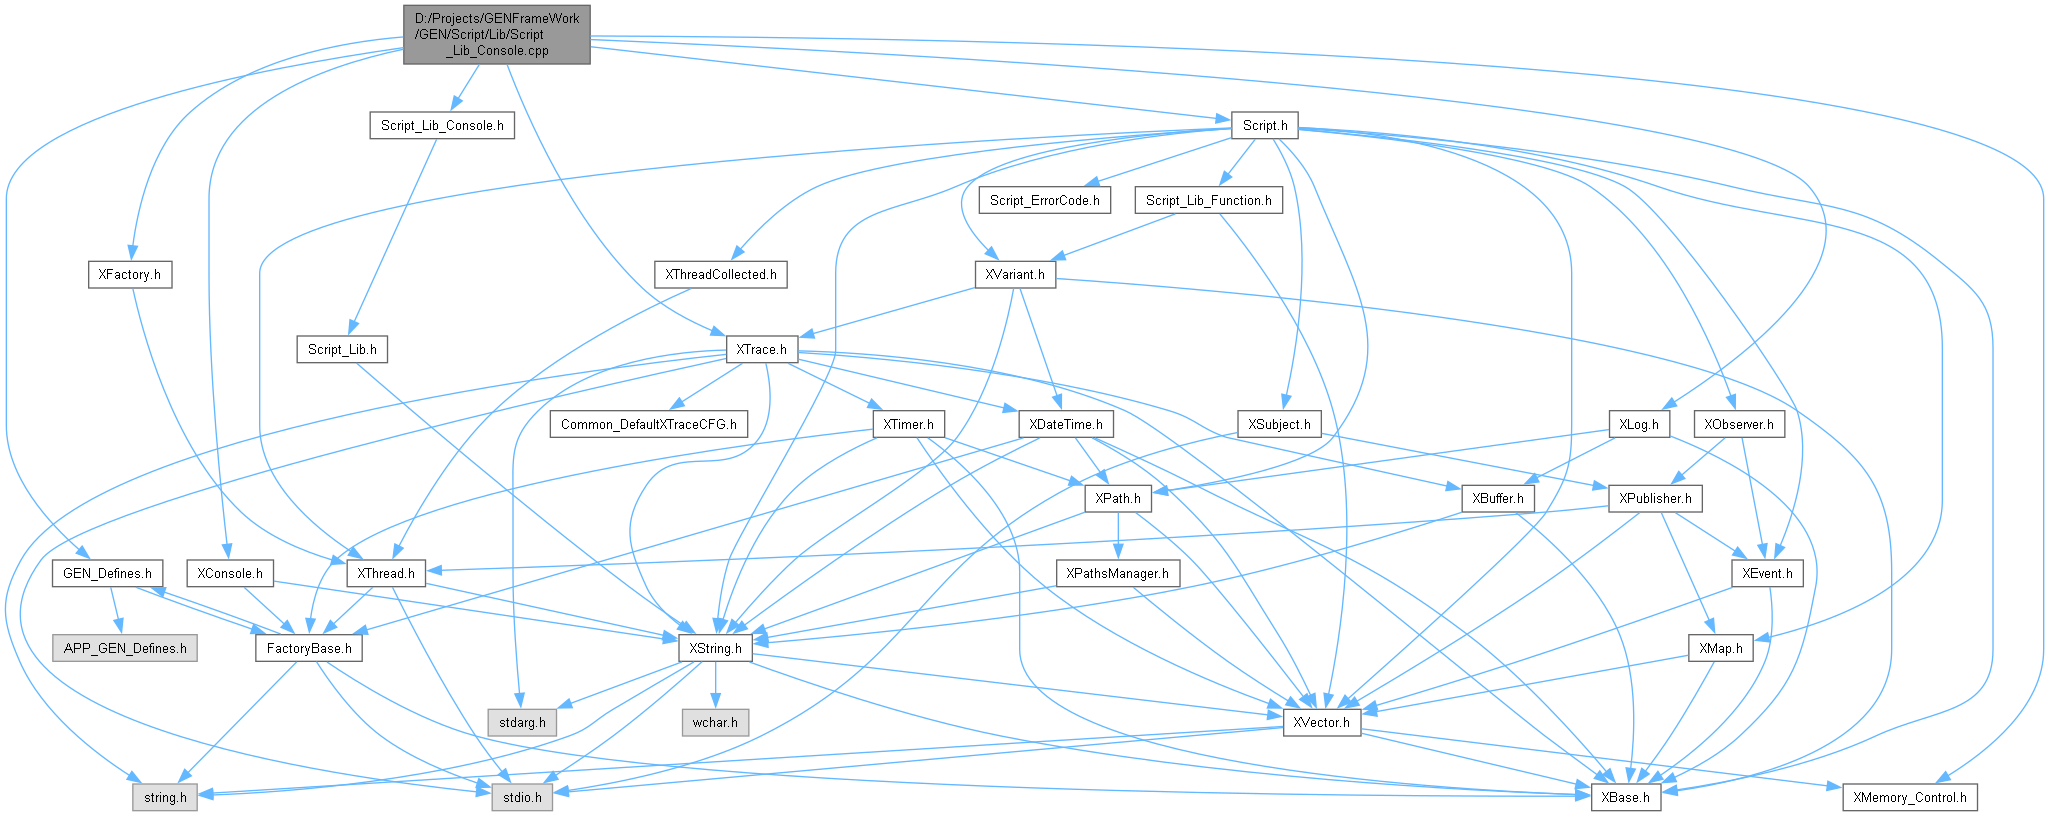 D:/Projects/GENFrameWork
/GEN/Script/Lib/Script
_Lib_Console.cpp
Script_Lib_Console.h
Script.h
Script_ErrorCode.h
Script_Lib_Function.h
XFactory.h
XThreadCollected.h
XVariant.h
Script_Lib.h
XTrace.h
Common_DefaultXTraceCFG.h
XTimer.h
XDateTime.h
XSubject.h
XLog.h
XObserver.h
XPath.h
XBuffer.h
XPublisher.h
GEN_Defines.h
XConsole.h
XThread.h
XPathsManager.h
XEvent.h
APP_GEN_Defines.h
FactoryBase.h
XString.h
XMap.h
stdarg.h
wchar.h
XVector.h
string.h
stdio.h
XBase.h
XMemory_Control.h